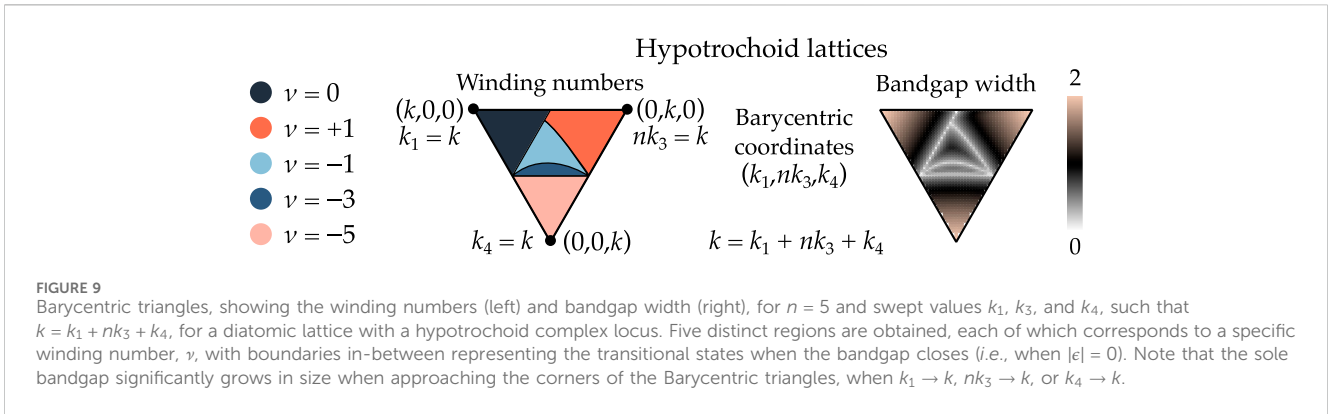 Hypotrochoid lattices
ν = 0
ν = +1
ν = −1
ν = −3
ν = −5
Winding numbers
(k,0,0)
k₁ = k
(0,k,0)
nk₃ = k
k₄ = k
(0,0,k)
Barycentric
coordinates
(k₁,nk₃,k₄)
k = k₁ + nk₃ + k₄
Bandgap width
2
0
FIGURE 9
Barycentric triangles, showing the winding numbers (left) and bandgap width (right), for n = 5 and swept values k₁, k₃, and k₄, such that
k = k₁ + nk₃ + k₄, for a diatomic lattice with a hypotrochoid complex locus. Five distinct regions are obtained, each of which corresponds to a specific
winding number, ν, with boundaries in-between representing the transitional states when the bandgap closes (i.e., when |ϵ| = 0). Note that the sole
bandgap significantly grows in size when approaching the corners of the Barycentric triangles, when k₁ → k, nk₃ → k, or k₄ → k.